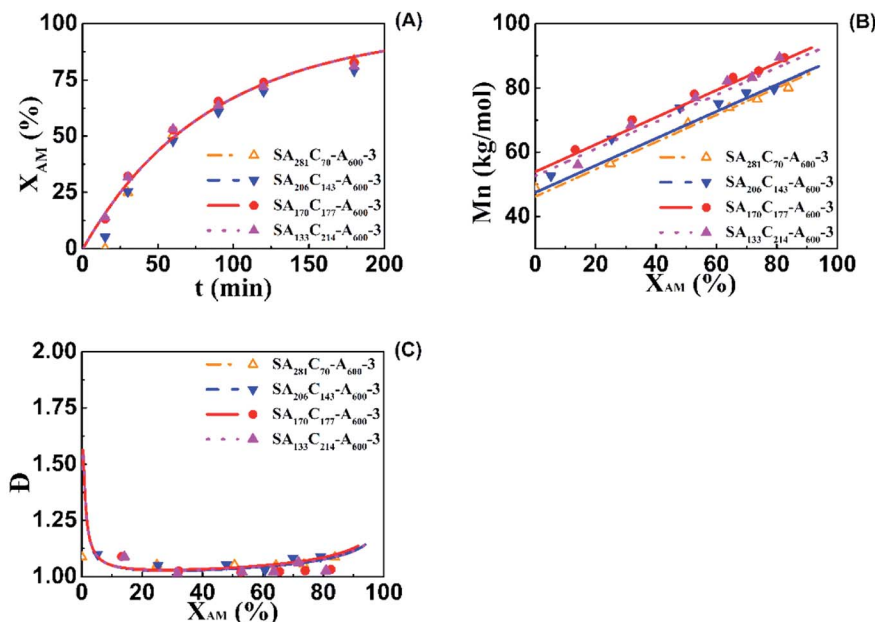 (A)
X_AM (%)
100
75
50
25
0
SA₂₈₁C₇₀-A₆₀₀-3
SA₂₀₆C₁₄₃-A₆₀₀-3
SA₁₇₀C₁₇₇-A₆₀₀-3
SA₁₃₃C₂₁₄-A₆₀₀-3
0 50 100 150 200
t (min)
(B)
Mn (kg/mol)
100
80
60
40
SA₂₈₁C₇₀-A₆₀₀-3
SA₂₀₆C₁₄₃-A₆₀₀-3
SA₁₇₀C₁₇₇-A₆₀₀-3
SA₁₃₃C₂₁₄-A₆₀₀-3
0 20 40 60 80 100
X_AM (%)
(C)
Đ
2.00
1.75
1.50
1.25
1.00
SA₂₈₁C₇₀-A₆₀₀-3
SA₂₀₆C₁₄₃-A₆₀₀-3
SA₁₇₀C₁₇₇-A₆₀₀-3
SA₁₃₃C₂₁₄-A₆₀₀-3
0 20 40 60 80 100
X_AM (%)